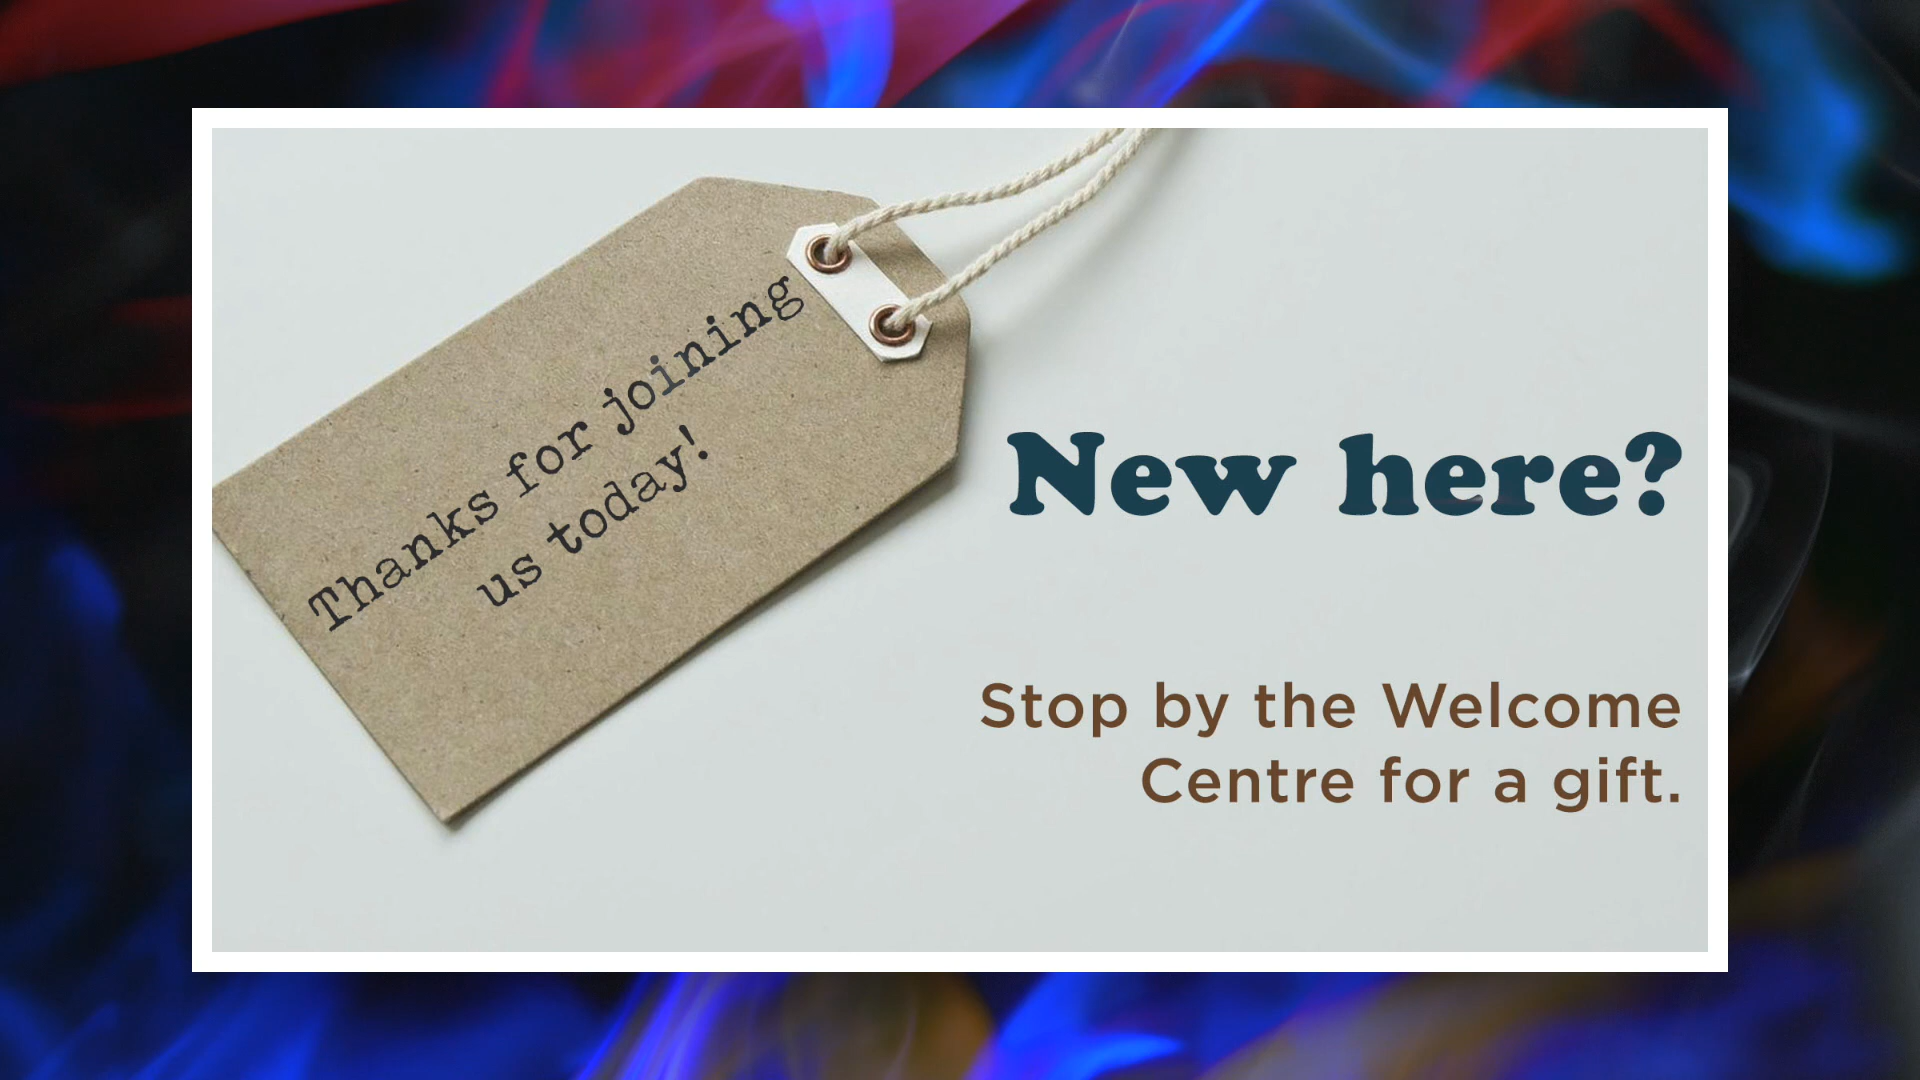 Thanks for joining
us today!
New here?
Stop by the Welcome
Centre for a gift.